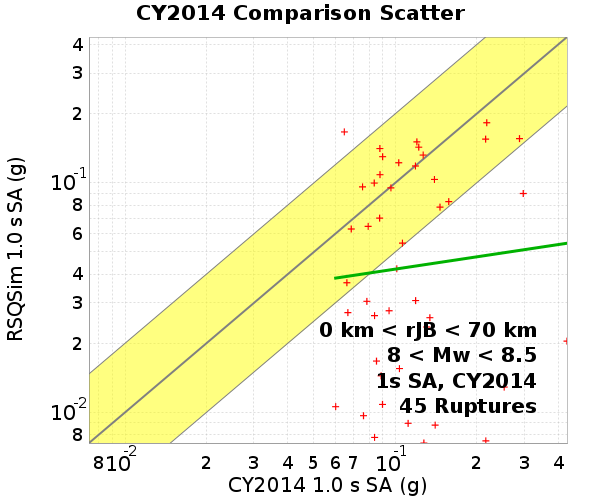 CY2014 Comparison Scatter
RSQSim 1.0 s SA (g)
4
3
2
10-1
8
6
4
3
2
10-2
8
0 km < rJB < 70 km
8 < Mw < 8.5
1s SA, CY2014
45 Ruptures
8 10-2 2 3 4 5 6 7 10-1 2 3 4
CY2014 1.0 s SA (g)